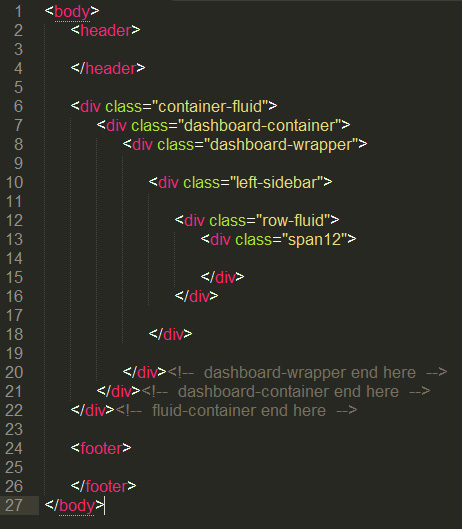 1 <body>
2 <header>
3
4 </header>
5
6 <div class="container-fluid">
7 <div class="dashboard-container">
8 <div class="dashboard-wrapper">
9
10 <div class="left-sidebar">
11
12 <div class="row-fluid">
13 <div class="span12">
14
15 </div>
16 </div>
17
18 </div>
19
20 </div><!-- dashboard-wrapper end here -->
21 </div><!-- dashboard-container end here -->
22 </div><!-- fluid-container end here -->
23
24 <footer>
25
26 </footer>
27 </body>